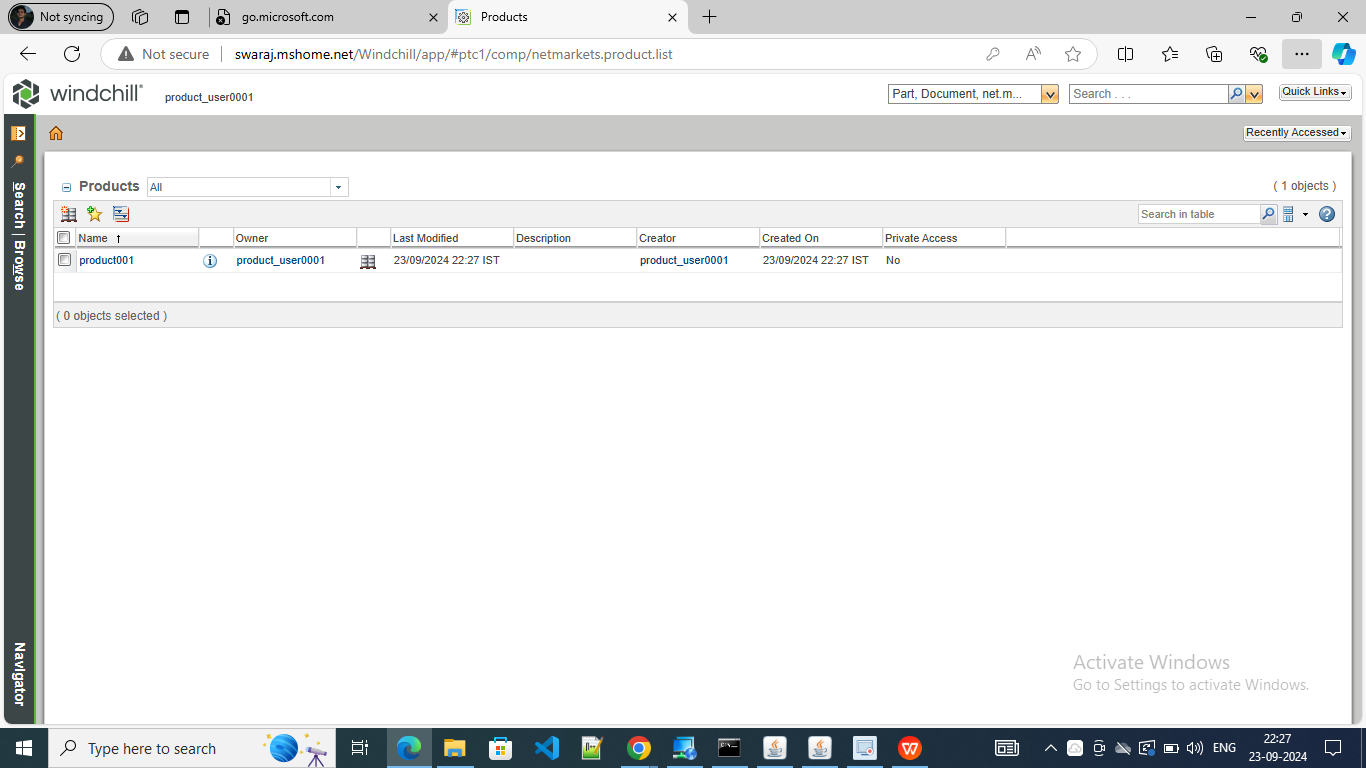 Not syncing
go.microsoft.com
Products
Not secure
swaraj.mshome.net/Windchill/app/#ptc1/comp/netmarkets.product.list
windchill
product_user0001
Part, Document, net.m...
Search . . .
Quick Links
Recently Accessed
Search | Browse
Navigator
Products
All
( 1 objects )
Search in table
Name ↑ Owner Last Modified Description Creator Created On Private Access
product001 product_user0001 23/09/2024 22:27 IST product_user0001 23/09/2024 22:27 IST No
( 0 objects selected )
Activate Windows
Go to Settings to activate Windows.
Type here to search
ENG
22:27
23-09-2024